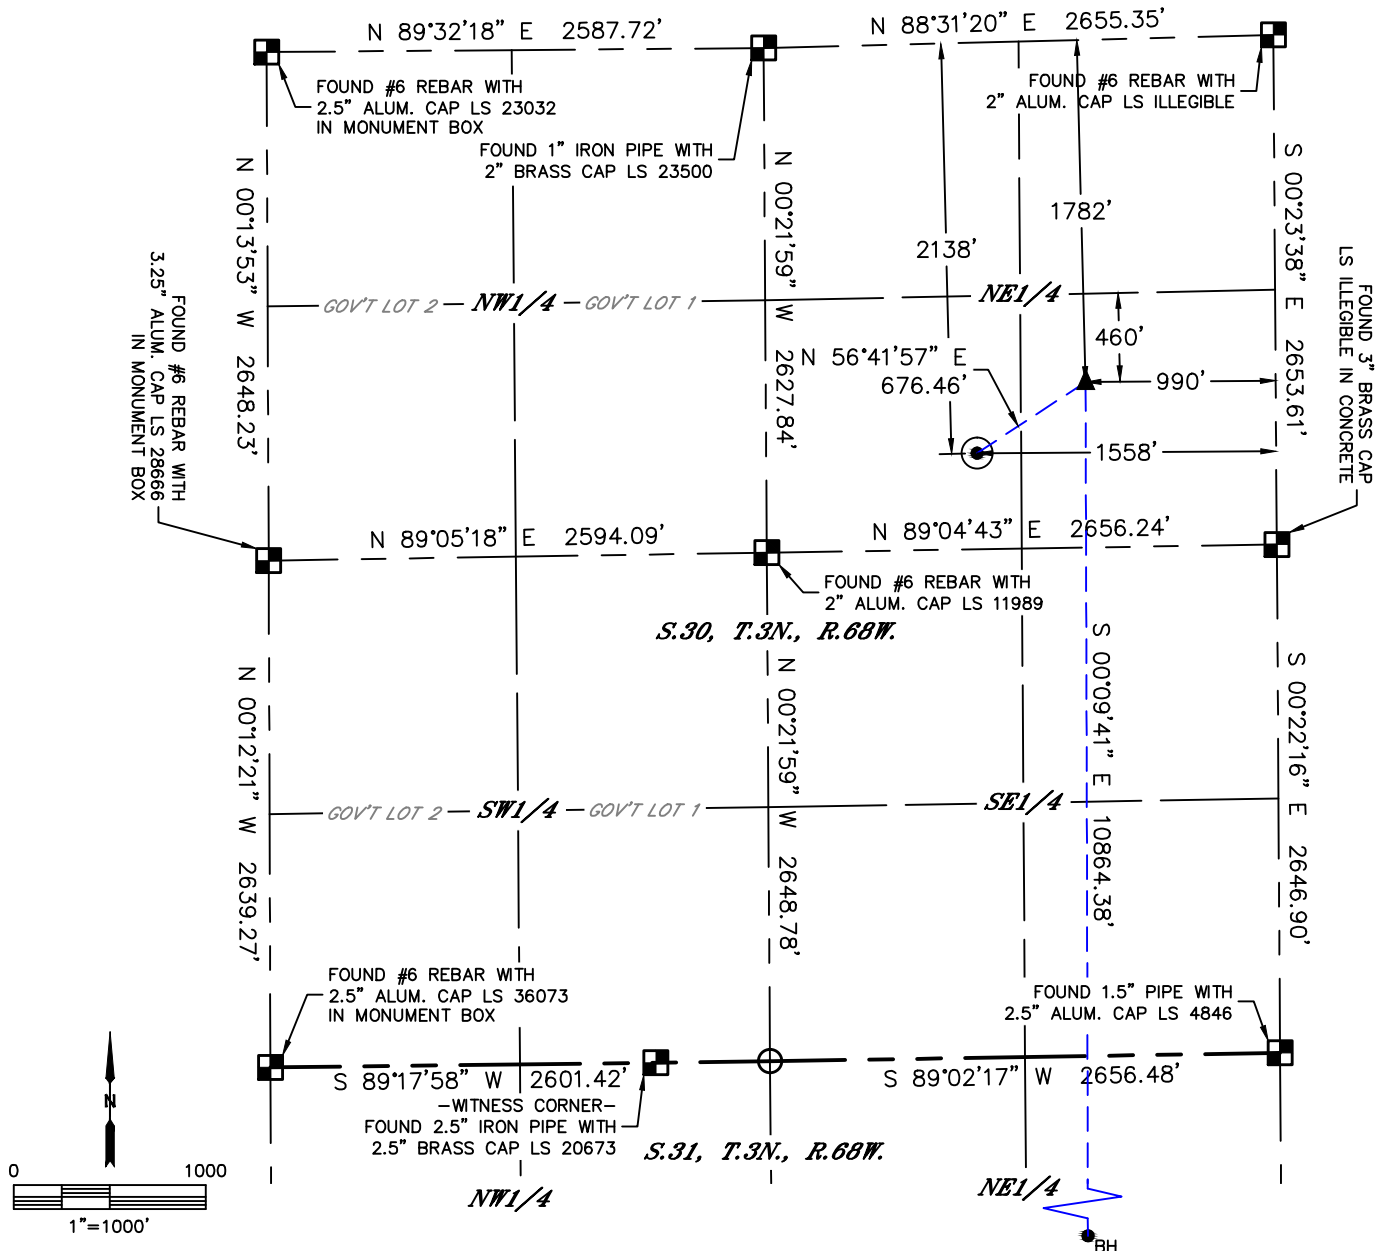 N 89°32'18" E 2587.72'
N 88°31'20" E 2655.35'
FOUND #6 REBAR WITH
2.5" ALUM. CAP LS 23032
IN MONUMENT BOX
FOUND 1" IRON PIPE WITH
2" BRASS CAP LS 23500
FOUND #6 REBAR WITH
2" ALUM. CAP LS ILLEGIBLE
N 00°13'53" W 2648.23'
N 00°21'59" W 2627.84'
S 00°23'38" E 2653.61'
1782'
2138'
FOUND 3" BRASS CAP
LS ILLEGIBLE IN CONCRETE
FOUND #6 REBAR WITH
3.25" ALUM. CAP LS 28666
IN MONUMENT BOX
GOV'T LOT 2
NW1/4
GOV'T LOT 1
NE1/4
460'
N 56°41'57" E
676.46'
990'
1558'
N 89°05'18" E 2594.09'
N 89°04'43" E 2656.24'
FOUND #6 REBAR WITH
2" ALUM. CAP LS 11989
S.30, T.3N., R.68W.
N 00°12'21" W 2639.27'
N 00°21'59" W 2648.78'
S 00°09'41" E 10864.38'
S 00°22'16" E 2646.90'
GOV'T LOT 2
SW1/4
GOV'T LOT 1
SE1/4
FOUND #6 REBAR WITH
2.5" ALUM. CAP LS 36073
IN MONUMENT BOX
FOUND 1.5" PIPE WITH
2.5" ALUM. CAP LS 4846
S 89°17'58" W 2601.42'
S 89°02'17" W 2656.48'
-WITNESS CORNER-
FOUND 2.5" IRON PIPE WITH
2.5" BRASS CAP LS 20673
S.31, T.3N., R.68W.
N
0 1000
1"=1000'
NW1/4
NE1/4
BH